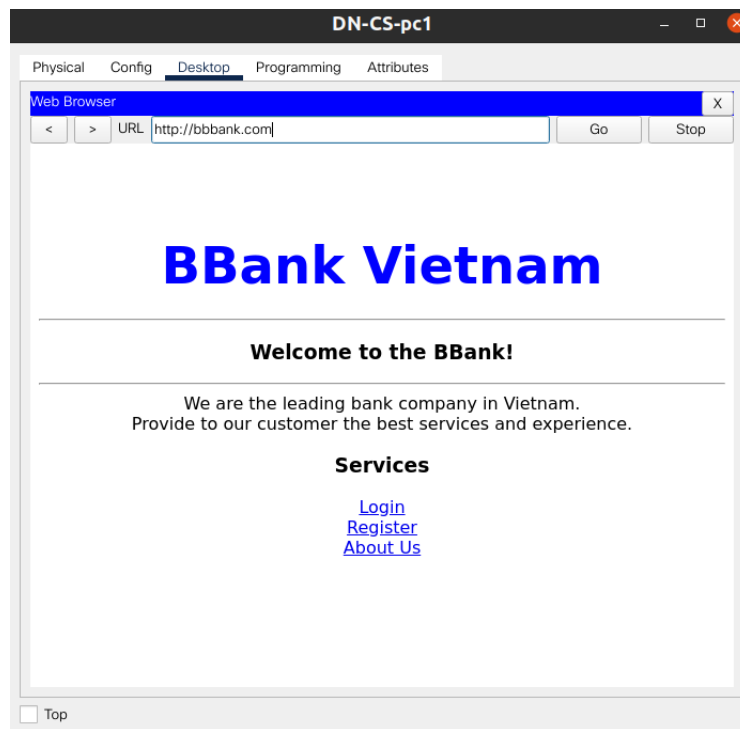 DN-CS-pc1
Physical Config Desktop Programming Attributes
Web Browser X
< > URL http://bbbank.com Go Stop
BBank Vietnam
Welcome to the BBank!
We are the leading bank company in Vietnam.
Provide to our customer the best services and experience.
Services
Login
Register
About Us
Top